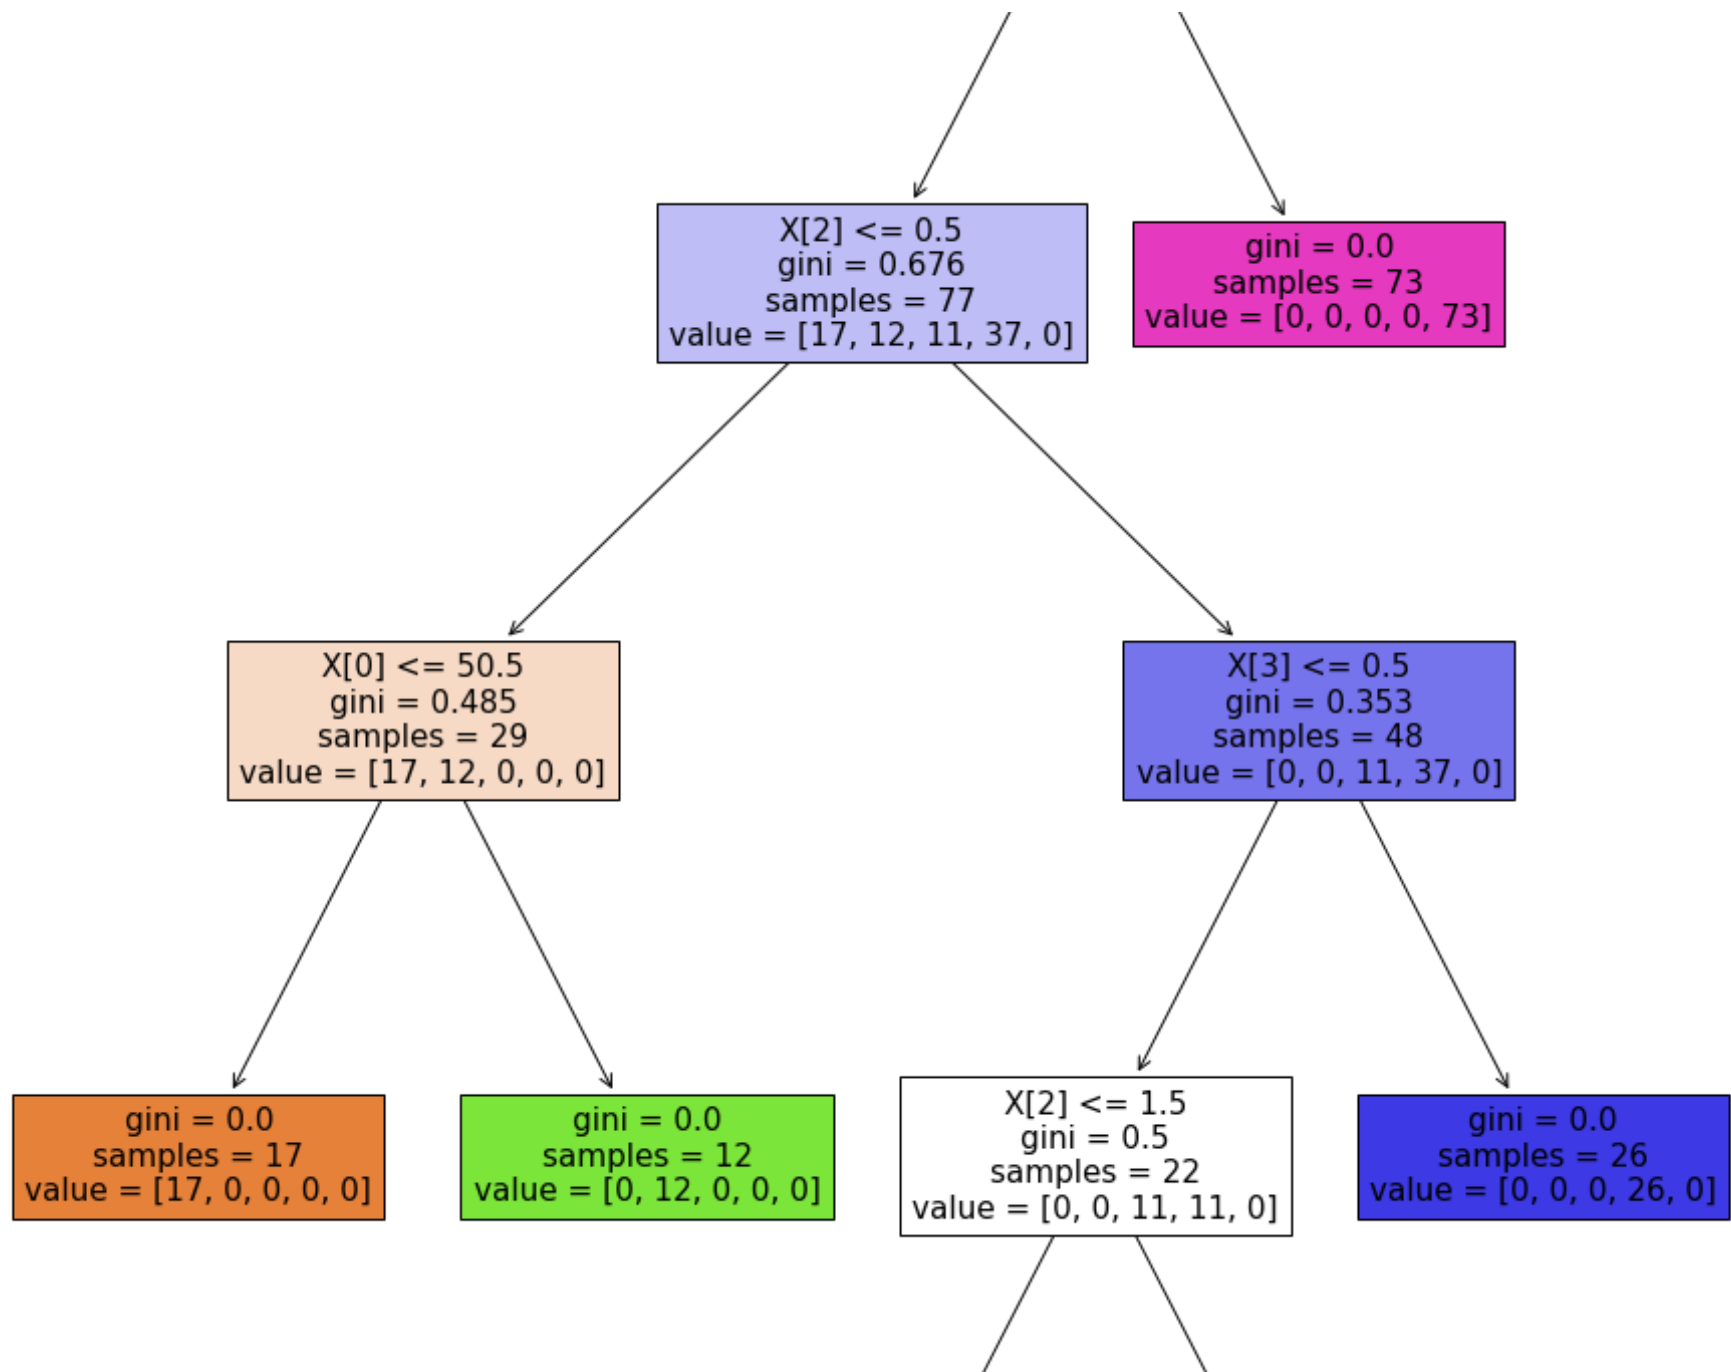 X[2] <= 0.5
gini = 0.676
samples = 77
value = [17, 12, 11, 37, 0]
gini = 0.0
samples = 73
value = [0, 0, 0, 0, 73]
X[0] <= 50.5
gini = 0.485
samples = 29
value = [17, 12, 0, 0, 0]
X[3] <= 0.5
gini = 0.353
samples = 48
value = [0, 0, 11, 37, 0]
gini = 0.0
samples = 17
value = [17, 0, 0, 0, 0]
gini = 0.0
samples = 12
value = [0, 12, 0, 0, 0]
X[2] <= 1.5
gini = 0.5
samples = 22
value = [0, 0, 11, 11, 0]
gini = 0.0
samples = 26
value = [0, 0, 0, 26, 0]